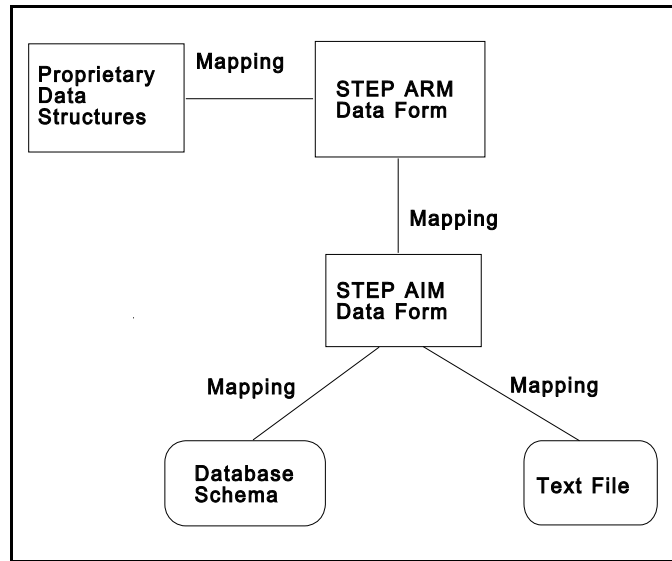 Proprietary
Data
Structures
Mapping
STEP ARM
Data Form
Mapping
STEP AIM
Data Form
Mapping
Mapping
Database
Schema
Text File